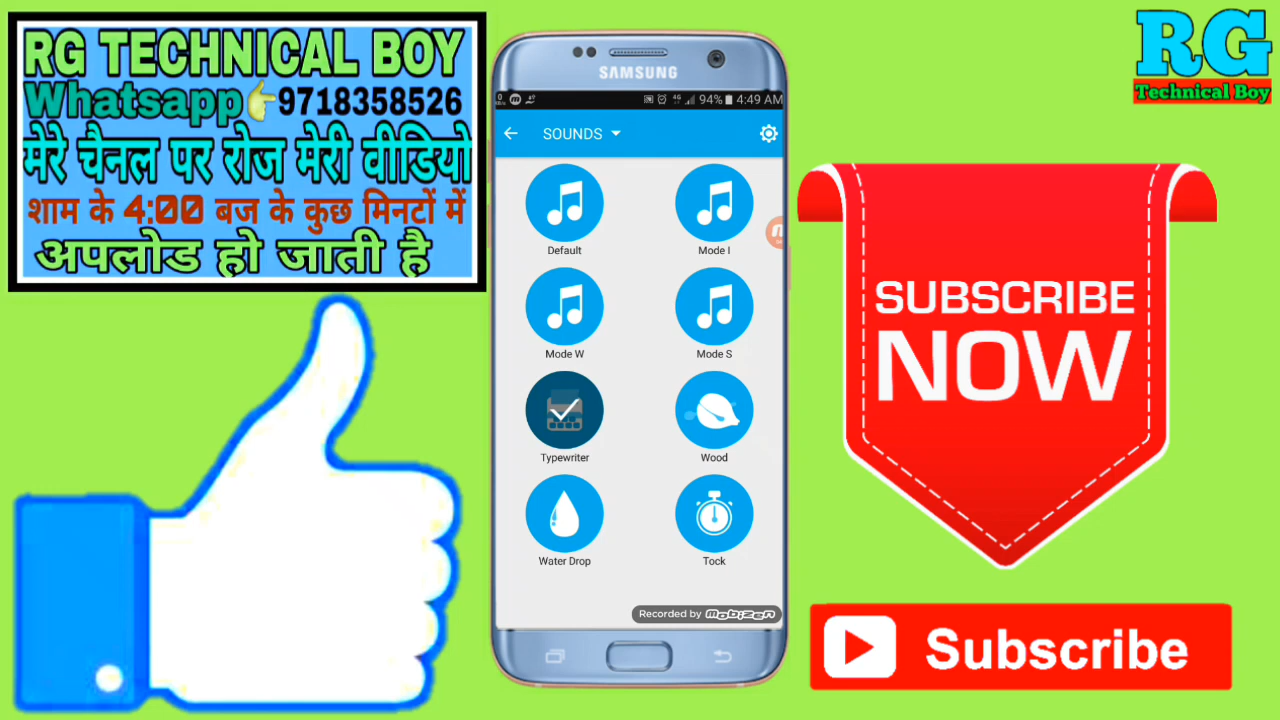 RG TECHNICAL BOY
Whatsapp👉9718358526
मेरे चैनल पर रोज मेरी वीडियो
शाम के 4:00 बज के कुछ मिनटों में
अपलोड हो जाती है
SAMSUNG
94% 4:49 AM
SOUNDS
Default
Mode I
Mode W
Mode S
Typewriter
Wood
Water Drop
Tock
Recorded by mobizen
RG
Technical Boy
SUBSCRIBE
NOW
Subscribe